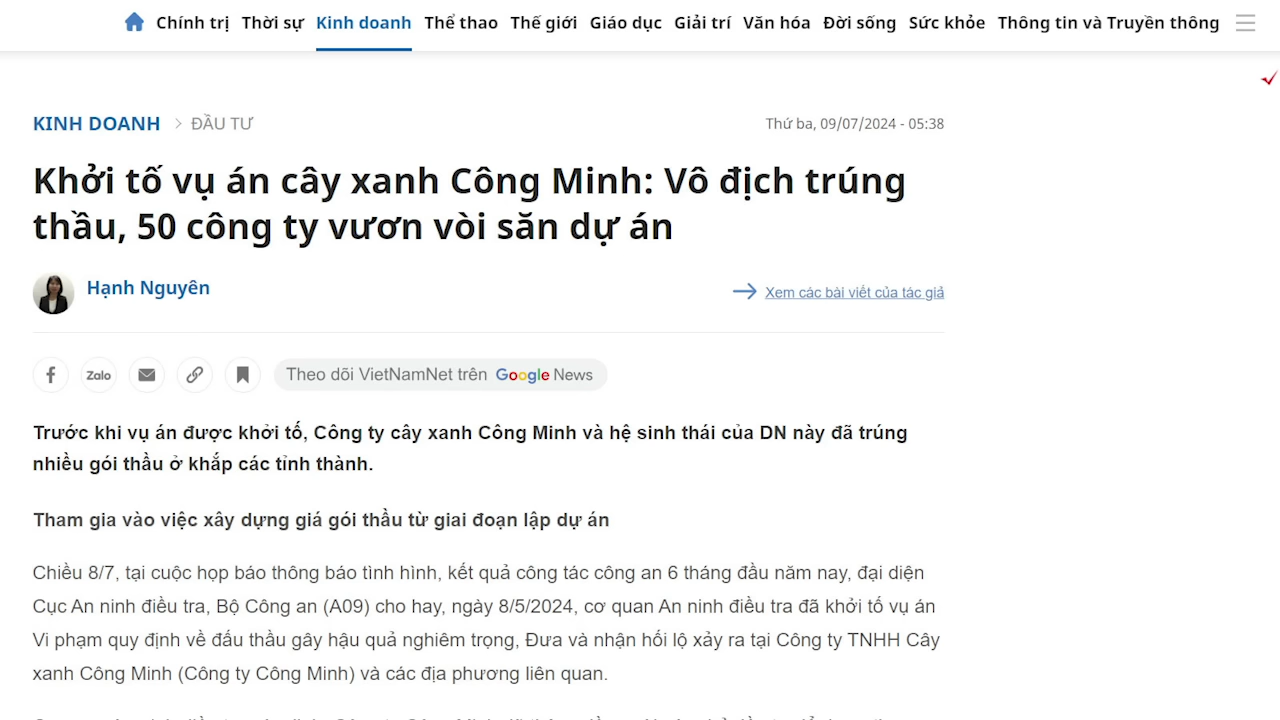 Chính trị Thời sự Kinh doanh Thể thao Thế giới Giáo dục Giải trí Văn hóa Đời sống Sức khỏe Thông tin và Truyền thông
KINH DOANH > ĐẦU TƯ
Thứ ba, 09/07/2024 - 05:38
Khởi tố vụ án cây xanh Công Minh: Vô địch trúng
thầu, 50 công ty vươn vòi săn dự án
Hạnh Nguyên
Xem các bài viết của tác giả
Zalo
Theo dõi VietNamNet trên Google News
Trước khi vụ án được khởi tố, Công ty cây xanh Công Minh và hệ sinh thái của DN này đã trúng
nhiều gói thầu ở khắp các tỉnh thành.
Tham gia vào việc xây dựng giá gói thầu từ giai đoạn lập dự án
Chiều 8/7, tại cuộc họp báo thông báo tình hình, kết quả công tác công an 6 tháng đầu năm nay, đại diện
Cục An ninh điều tra, Bộ Công an (A09) cho hay, ngày 8/5/2024, cơ quan An ninh điều tra đã khởi tố vụ án
Vi phạm quy định về đấu thầu gây hậu quả nghiêm trọng, Đưa và nhận hối lộ xảy ra tại Công ty TNHH Cây
xanh Công Minh (Công ty Công Minh) và các địa phương liên quan.